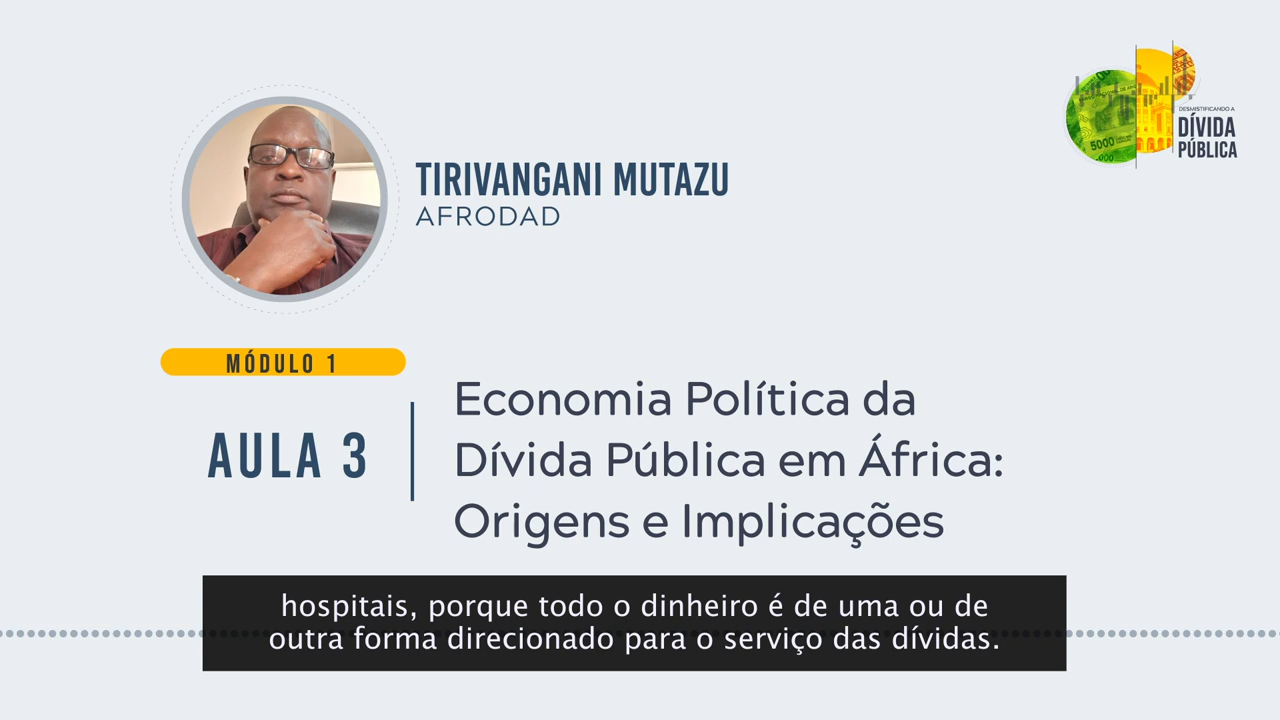 TIRIVANGANI MUTAZU
AFRODAD
DESMISTIFICANDO A
DÍVIDA
PÚBLICA
5000
MÓDULO 1
AULA 3
Economia Política da
Dívida Pública em África:
Origens e Implicações
hospitais, porque todo o dinheiro é de uma ou de
outra forma direcionado para o serviço das dívidas.